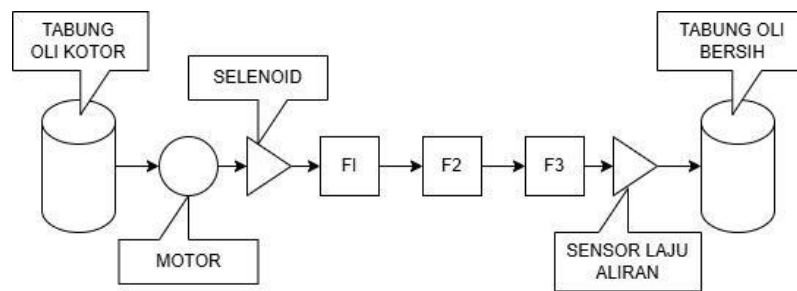 TABUNG
OLI KOTOR
SELENOID
TABUNG OLI
BERSIH
FI
F2
F3
MOTOR
SENSOR LAJU
ALIRAN